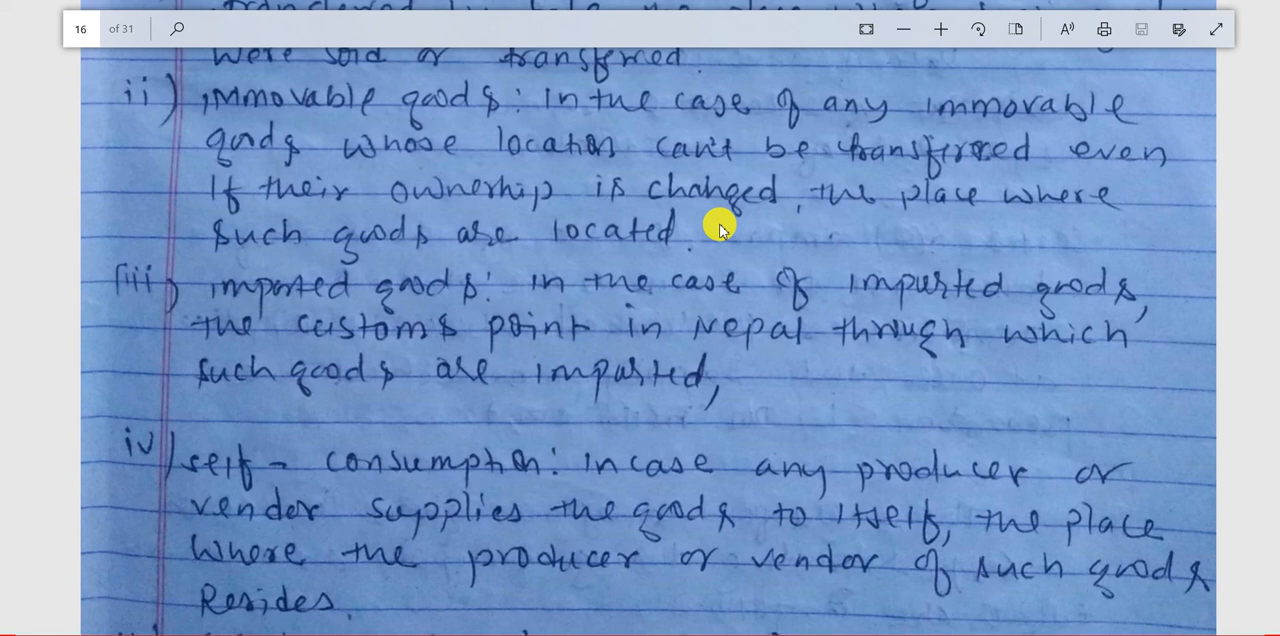 16 of 31
were sold or transferred.
ii) immovable goods: in the case of any immovable
goods whose location can't be transferred even
If their ownership is changed, the place where
such goods are located.
iii) imported goods: in the case of imported goods,
the customs point in Nepal through which
such goods are imported,
iv) self-consumption: incase any producer or
vendor supplies the goods to itself, the place
where the producer or vendor of such goods
Resides.